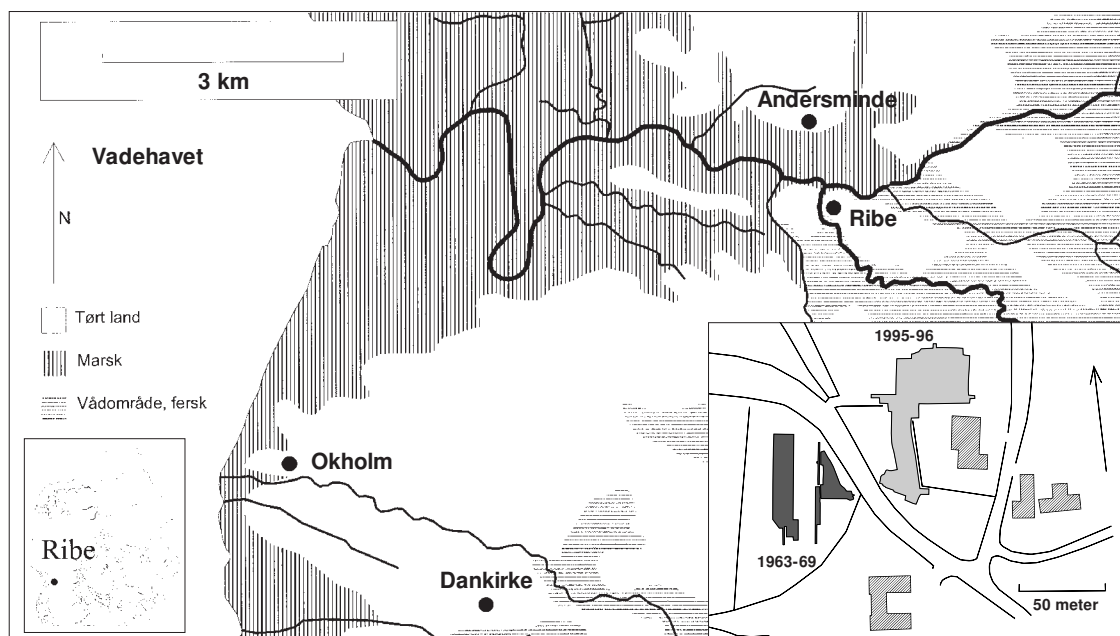 3 km
Andersminde
Vadehavet
N
Ribe
Tørt land
Marsk
Vådområde, fersk
1995-96
Okholm
Ribe
1963-69
Dankirke
50 meter